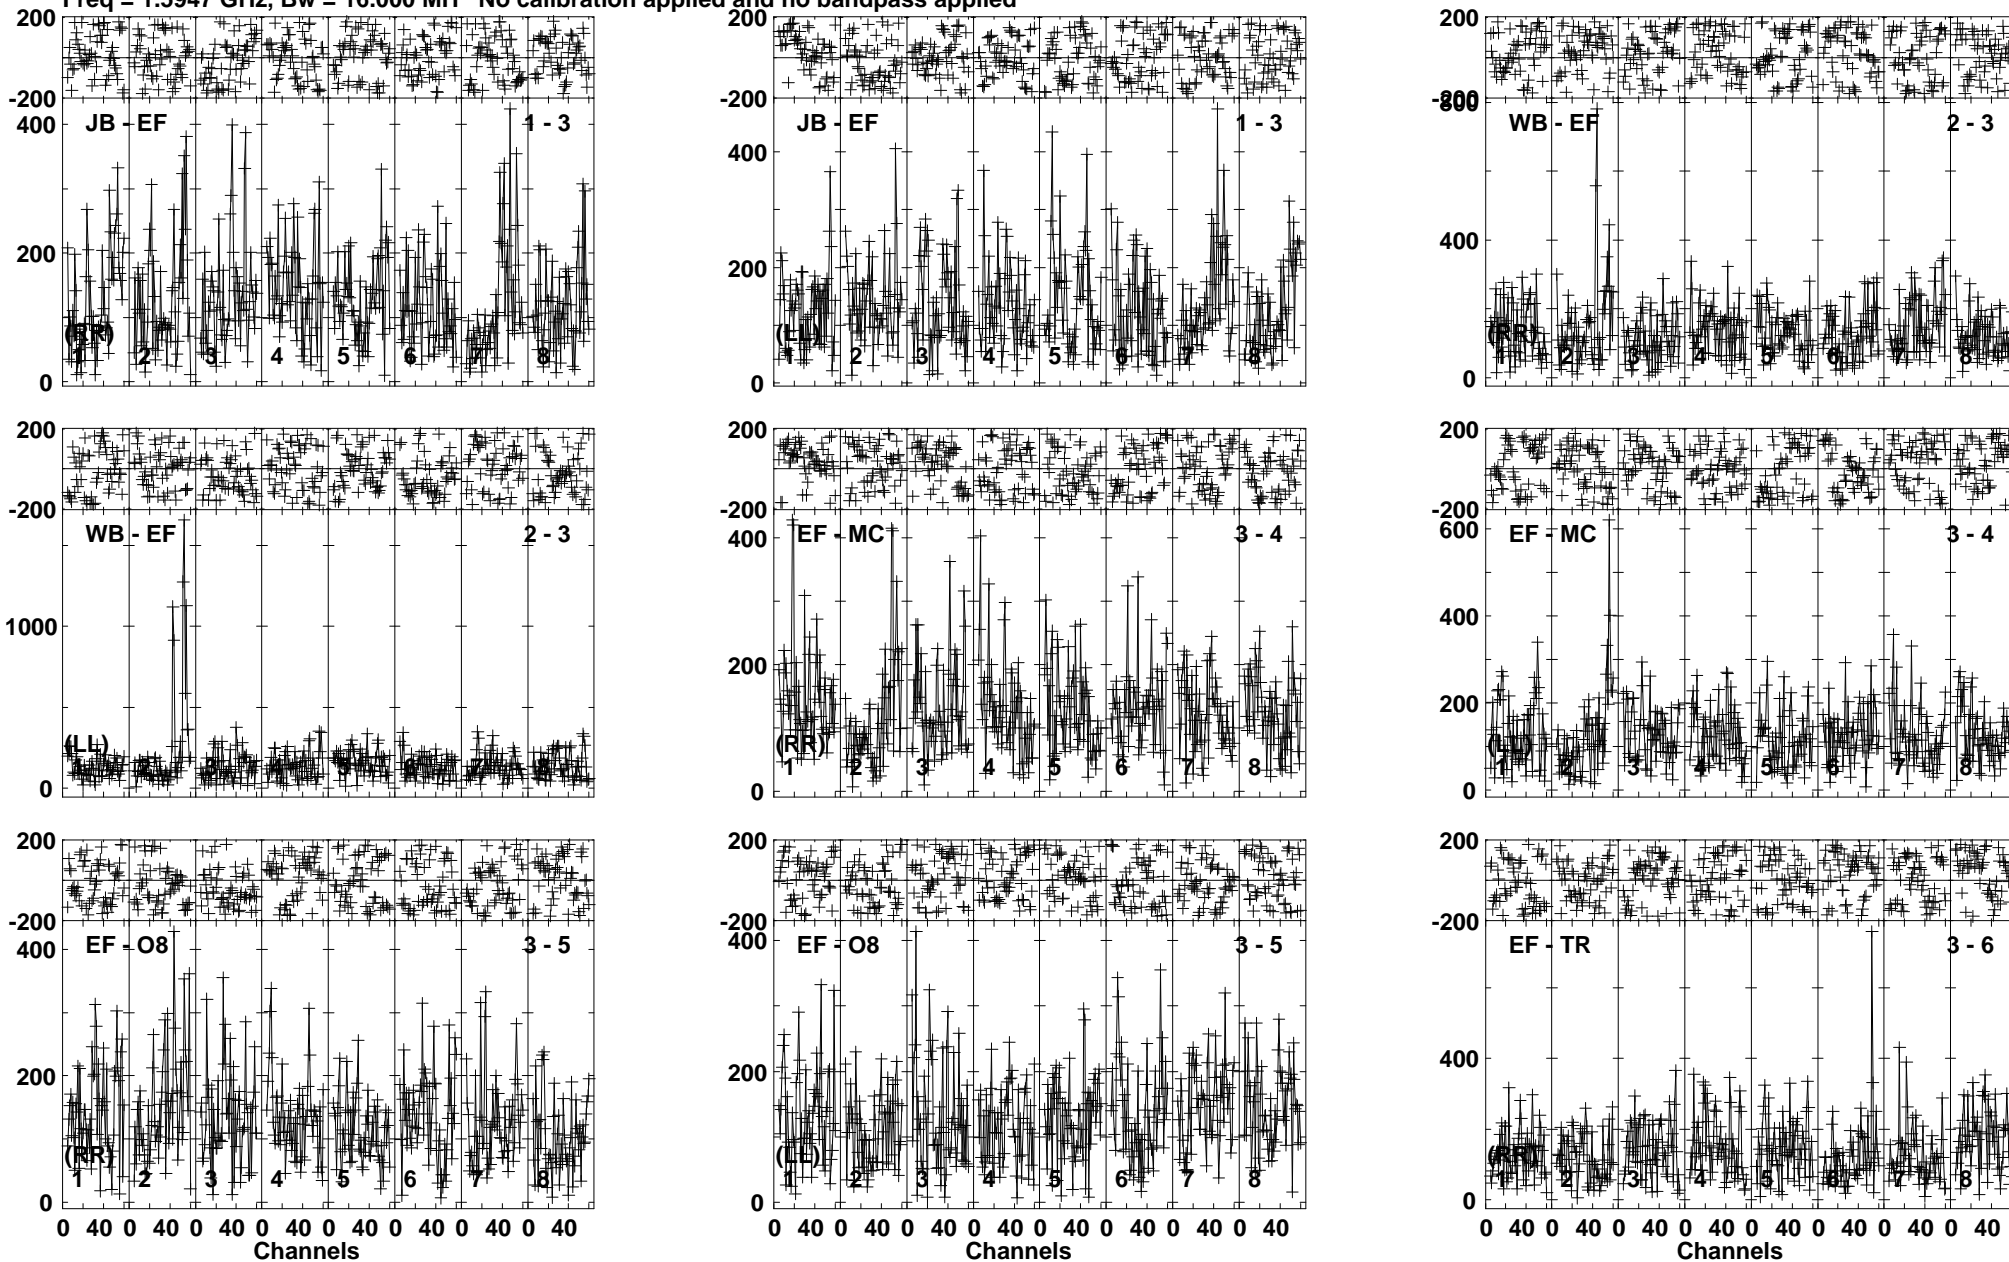 Freq = 1.5947 GHz, Bw = 16.000 MH No calibration applied and no bandpass applied
200 200 200
-200 -200 -200
JB - EF 1 - 3 JB - EF 1 - 3 WB - EF 2 - 3
400 400 800
200 200 400
(RR) (LL) (RR)
1 2 3 4 5 6 7 8 1 2 3 4 5 6 7 8 1 2 3 4 5 6 7 8
0 0 0
200 200 200
-200 -200 -200
WB - EF 2 - 3 EF - MC 3 - 4 EF - MC 3 - 4
1000 400 600
200 400
200
(LL) (RR) (LL)
1 2 3 4 5 6 7 8 1 2 3 4 5 6 7 8 1 2 3 4 5 6 7 8
0 0 0
200 200 200
-200 -200 -200
EF - O8 3 - 5 EF - O8 3 - 5 EF - TR 3 - 6
400 400 400
200 200
(RR) (LL) (RR)
1 2 3 4 5 6 7 8 1 2 3 4 5 6 7 8 1 2 3 4 5 6 7 8
0 0 0
0 40 0 40 0 40 0 40 0 40 0 40 0 40 0 40 0 40 0 40 0 40 0 40 0 40 0 40 0 40 0 40 0 40 0 40 0 40 0 40 0 40 0 40 0 40 0 40
Channels Channels